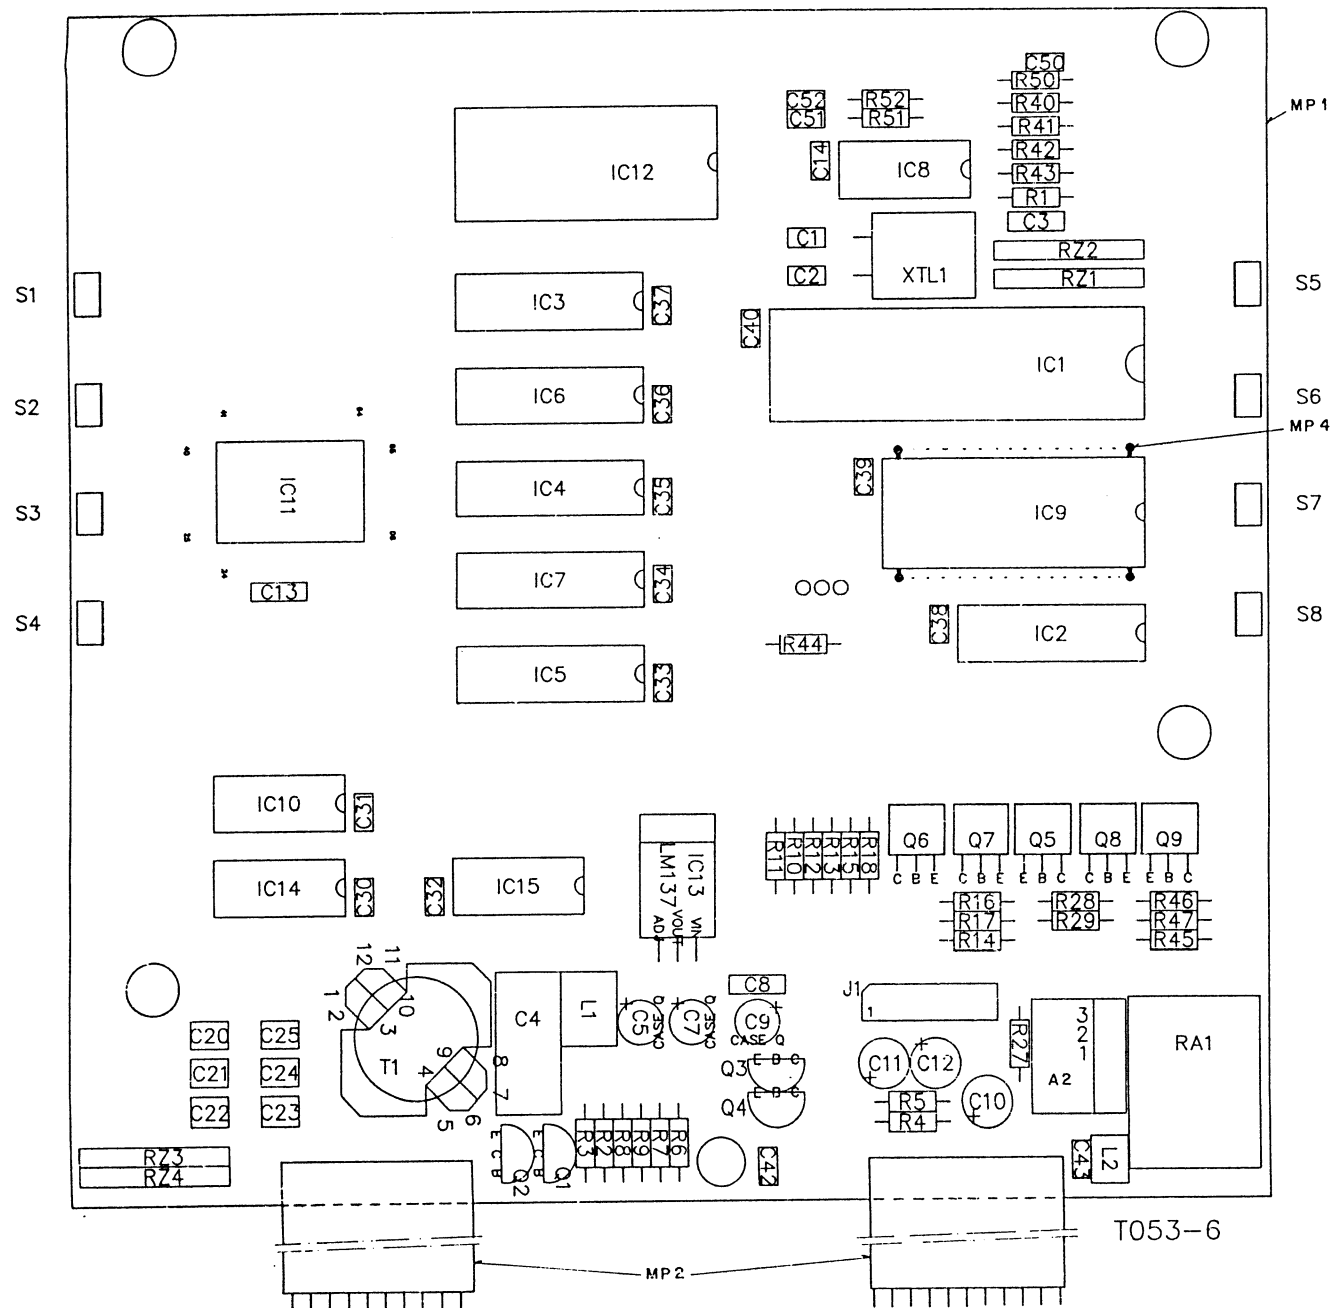 C50
R50
MP 1
C52
R52
R40
C51
R51
R41
C14
IC8
R42
IC12
R43
R1
C3
C1
RZ2
C2
XTL1
RZ1
S1
IC3
C37
S5
C40
IC1
S2
IC6
C36
S6
MP 4
IC11
IC4
C35
C39
IC9
S3
S7
C13
IC7
C34
S4
C38
IC2
S8
R44
IC5
C33
IC10
C31
Q6
Q7
Q5
Q8
Q9
R11
R10
R12
R13
R15
R18
IC13
LM137
C B E
C B E
E B C
C B E
E B C
IC14
C30
C32
IC15
ADJ
VOUT
VIN
R16
R28
R46
R17
R29
R47
R14
R45
12
11
1
2
10
3
C8
J1
1
C4
L1
+
C5
CASE Q
+
C7
CASE Q
+
C9
CASE Q
R27
3
2
1
A2
RA1
C20
C25
T1
9
8
4
7
5
6
E B C
Q3
+
C11
+
C12
C21
C24
E B C
Q4
R5
R4
C10
+
C22
C23
E C B
Q2
E C B
Q1
R3
R2
R8
R9
R7
R6
C42
C43
L2
RZ3
RZ4
T053-6
MP 2